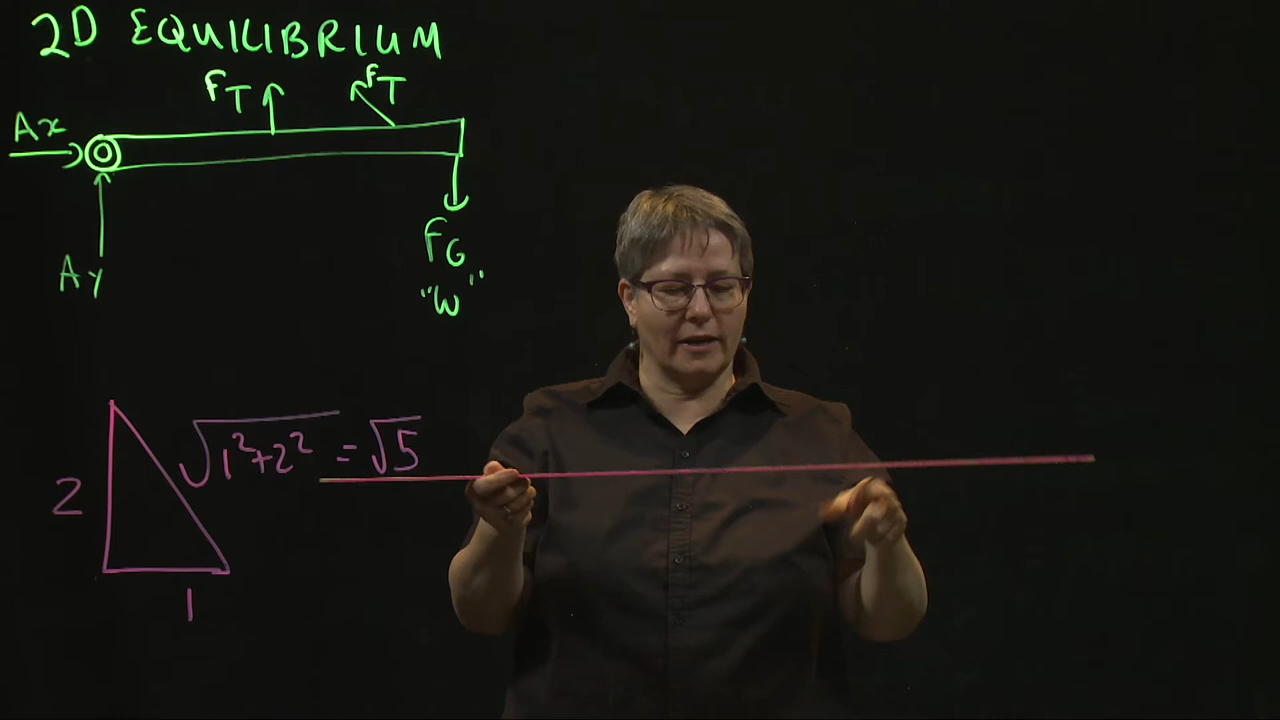 2D EQUILIBRIUM
FT FT
Ax
Ay
FG
"W"
√1²+2² = √5
2
1